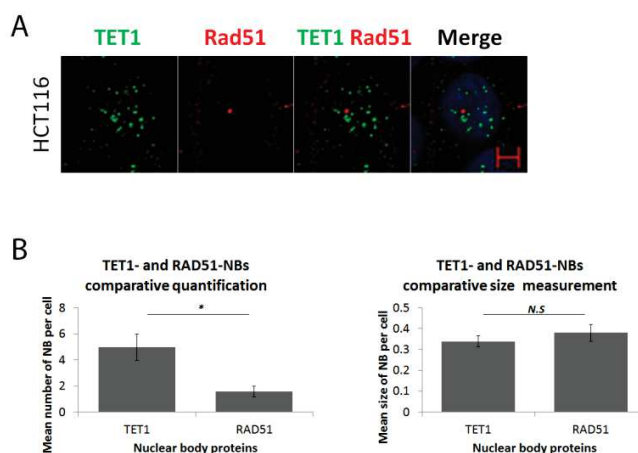 A
TET1 Rad51 TET1 Rad51 Merge
HCT116
B
TET1- and RAD51-NBs
comparative quantification
Mean number of NB per cell
8
6
4
2
0
*
TET1 RAD51
Nuclear body proteins
TET1- and RAD51-NBs
comparative size measurement
Mean size of NB per cell
0.5
0.4
0.3
0.2
0.1
0
N.S
TET1 RAD51
Nuclear body proteins